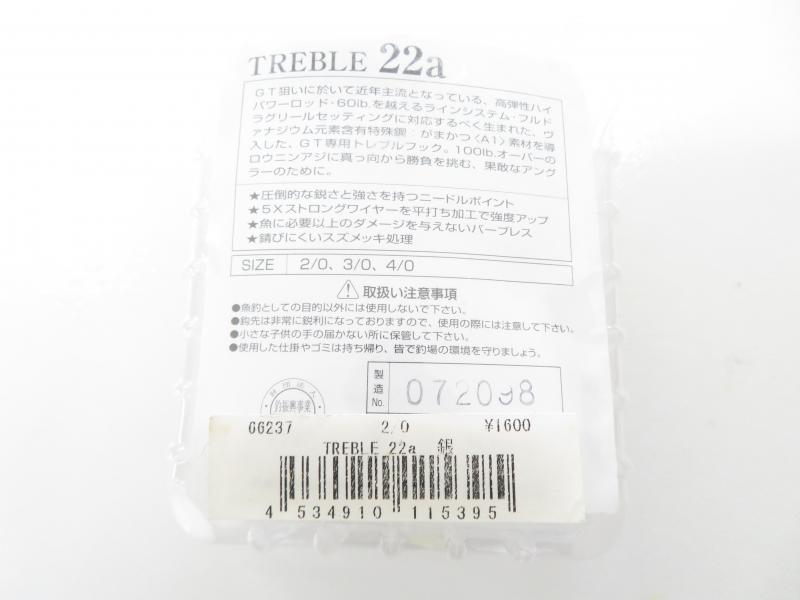 TREBLE 22a
GT狙いに於いて近年主流となっている、高弾性ハイ
パワーロッド・60lb.を越えるラインシステム・フルド
ラグリールセッティングに対応するべく生まれた、ヴ
ァナジウム元素含有特殊鋼：がまかつ〈A1〉素材を導
入した、GT専用トレブルフック。100lb.オーバーの
ロウニンアジに真っ向から勝負を挑む、果敢なアング
ラーのために。
★圧倒的な鋭さと強さを持つニードルポイント
★5×ストロングワイヤーを平打ち加工で強度アップ
★魚に必要以上のダメージを与えないバーブレス
★錆びにくいスズメッキ処理
SIZE 2/0、3/0、4/0
取扱い注意事項
●魚釣としての目的以外には使用しないで下さい。
●鈎先は非常に鋭利になっておりますので、使用の際には注意して下さい。
●小さな子供の手の届かない所に保管して下さい。
●使用した仕掛やゴミは持ち帰り、皆で釣場の環境を守りましょう。
製造No. 072098
財団法人
釣振興事業
06237 2/0 ¥1600
TREBLE 22a 銀
4 534910 115395